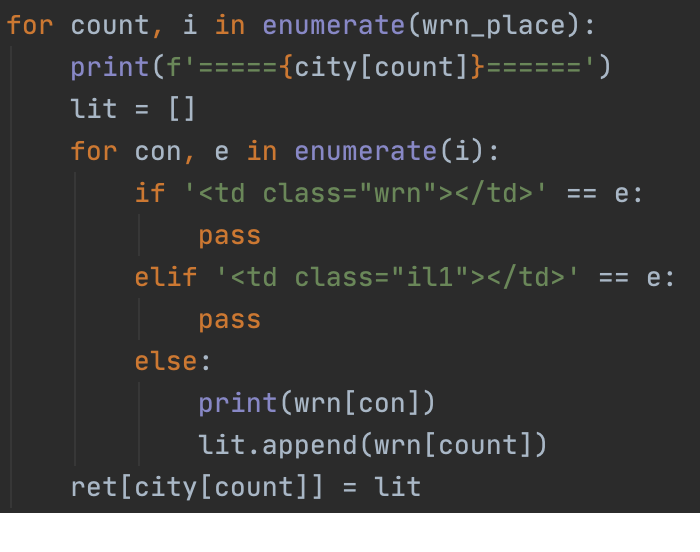 for count, i in enumerate(wrn_place):
    print(f'====={city[count]}======')
    lit = []
    for con, e in enumerate(i):
        if '<td class="wrn"></td>' == e:
            pass
        elif '<td class="il1"></td>' == e:
            pass
        else:
            print(wrn[con])
            lit.append(wrn[count])
    ret[city[count]] = lit